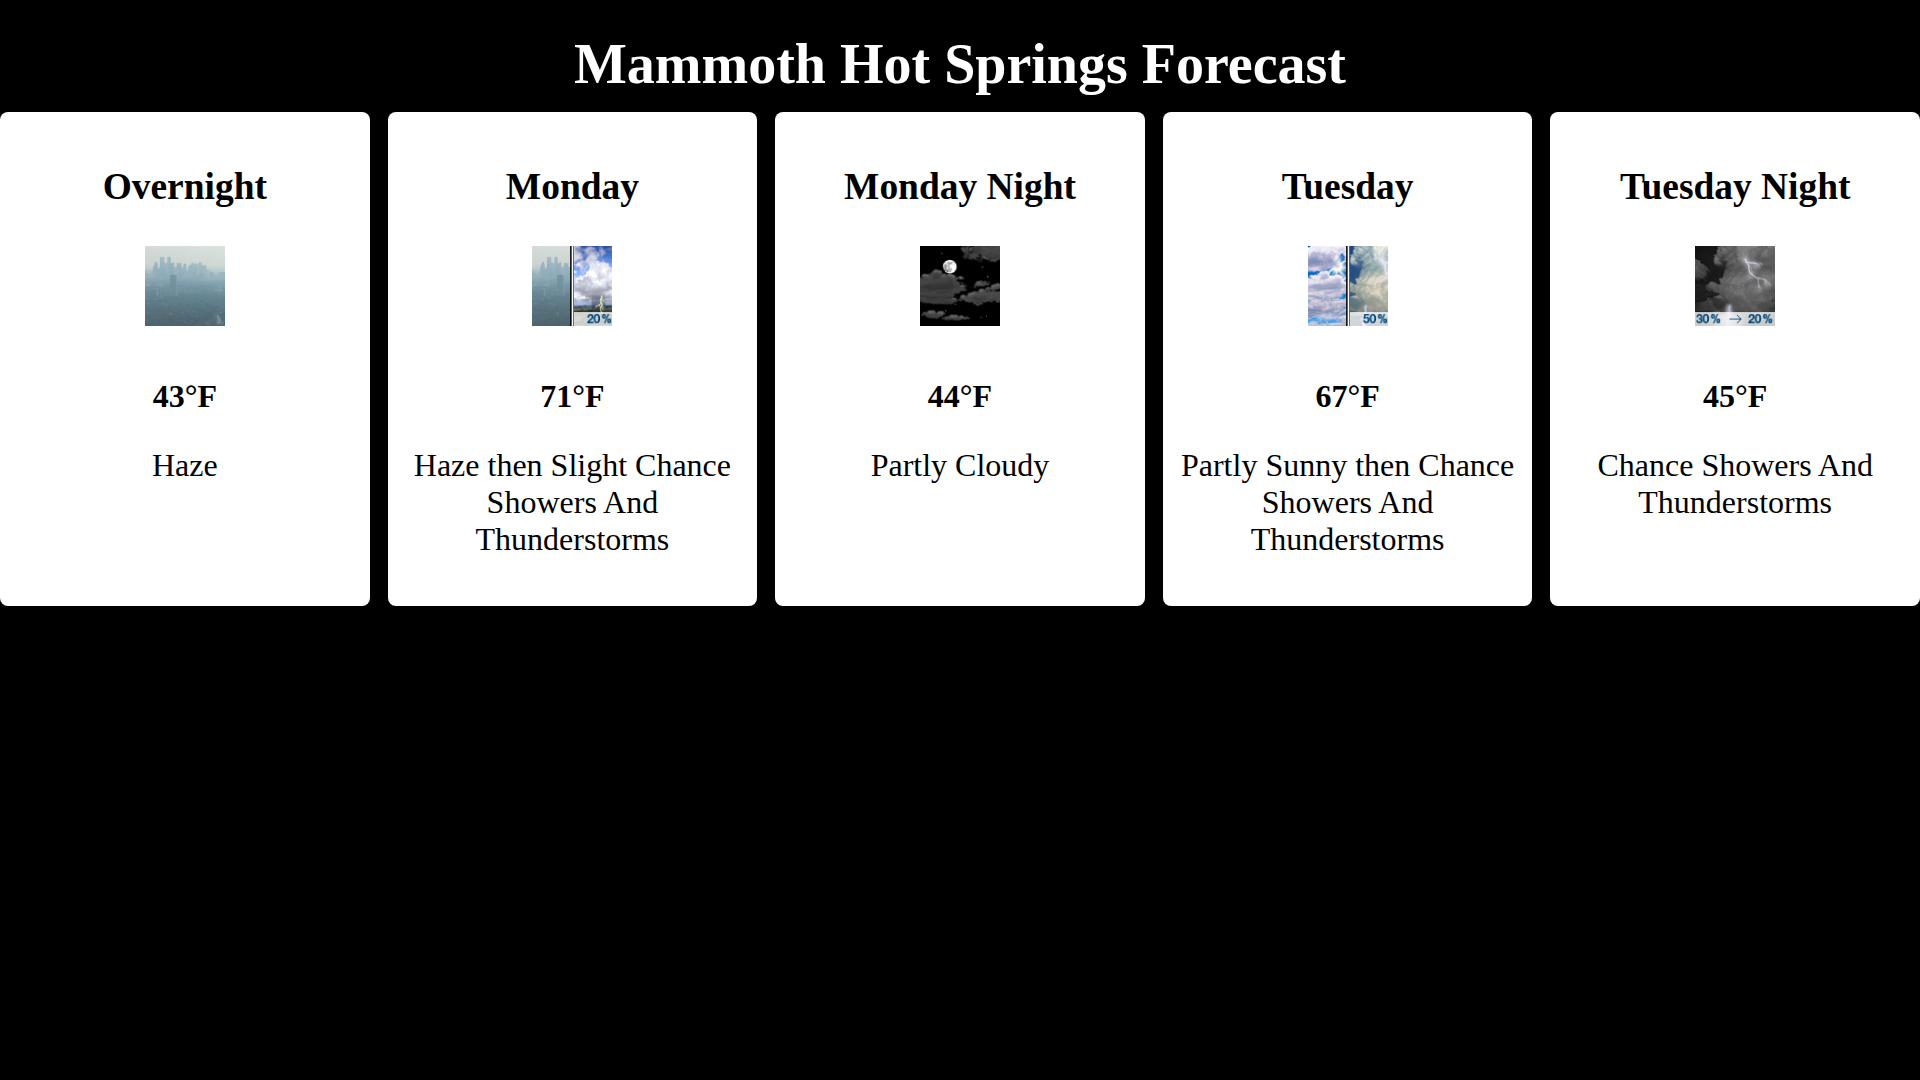 Mammoth Hot Springs Forecast
Overnight
43°F
Haze
Monday
20%
71°F
Haze then Slight Chance
Showers And
Thunderstorms
Monday Night
44°F
Partly Cloudy
Tuesday
50%
67°F
Partly Sunny then Chance
Showers And
Thunderstorms
Tuesday Night
30% → 20%
45°F
Chance Showers And
Thunderstorms